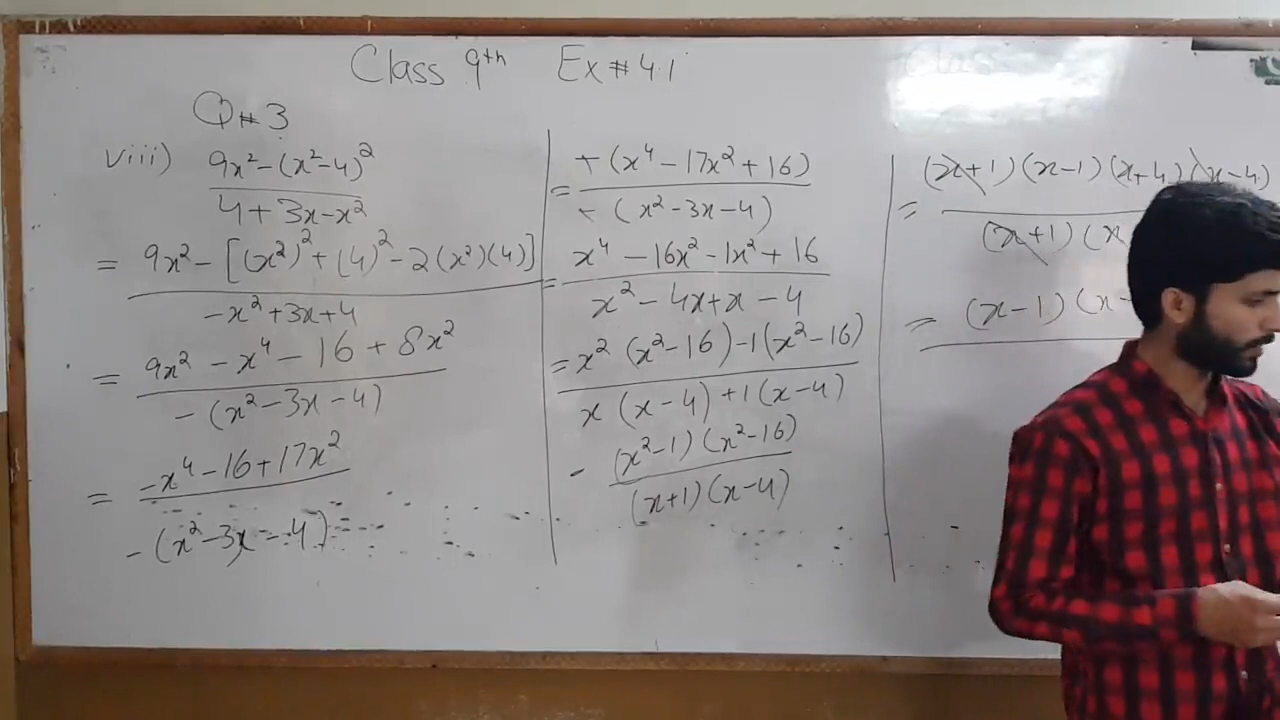 Class 9th Ex#4.1
Q#3
viii) 9x²-(x²-4)²
4+3x-x²
= 9x²-[(x²)²+(4)²-2(x²)(4)]
-x²+3x+4
= 9x²-x⁴-16+8x²
-(x²-3x-4)
= -x⁴-16+17x²
-(x²-3x-4)
= +(x⁴-17x²+16)
+(x²-3x-4)
= x⁴-16x²-1x²+16
x²-4x+x-4
= x²(x²-16)-1(x²-16)
x(x-4)+1(x-4)
- (x²-1)(x²-16)
(x+1)(x-4)
= (x+1)(x-1)(x+4)(x-4)
(x+1)(x
= (x-1)(x